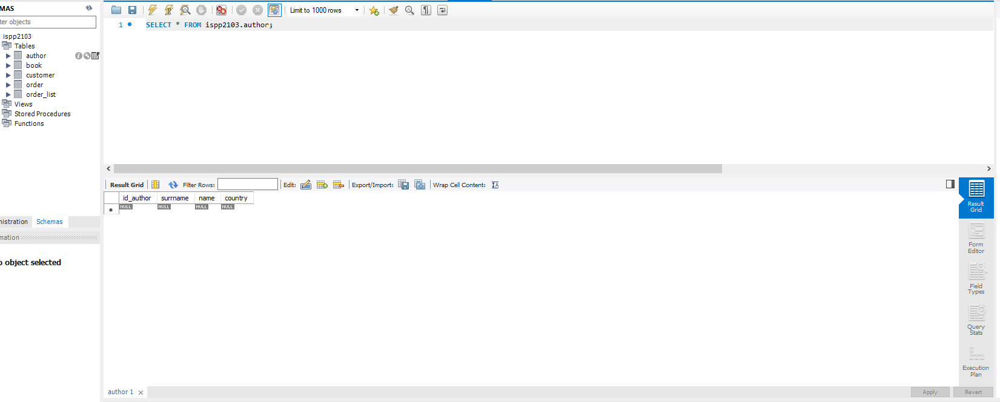 MAS
ter objects
ispp2103
Tables
author
book
customer
order
order_list
Views
Stored Procedures
Functions
nistration Schemas
mation
o object selected
Limit to 1000 rows
1 SELECT * FROM ispp2103.author;
Result Grid Filter Rows: Edit: Export/Import: Wrap Cell Content:
id_author surrname name country
NULL NULL NULL NULL
Result
Grid
Form
Editor
Field
Types
Query
Stats
Execution
Plan
author 1
Apply Revert